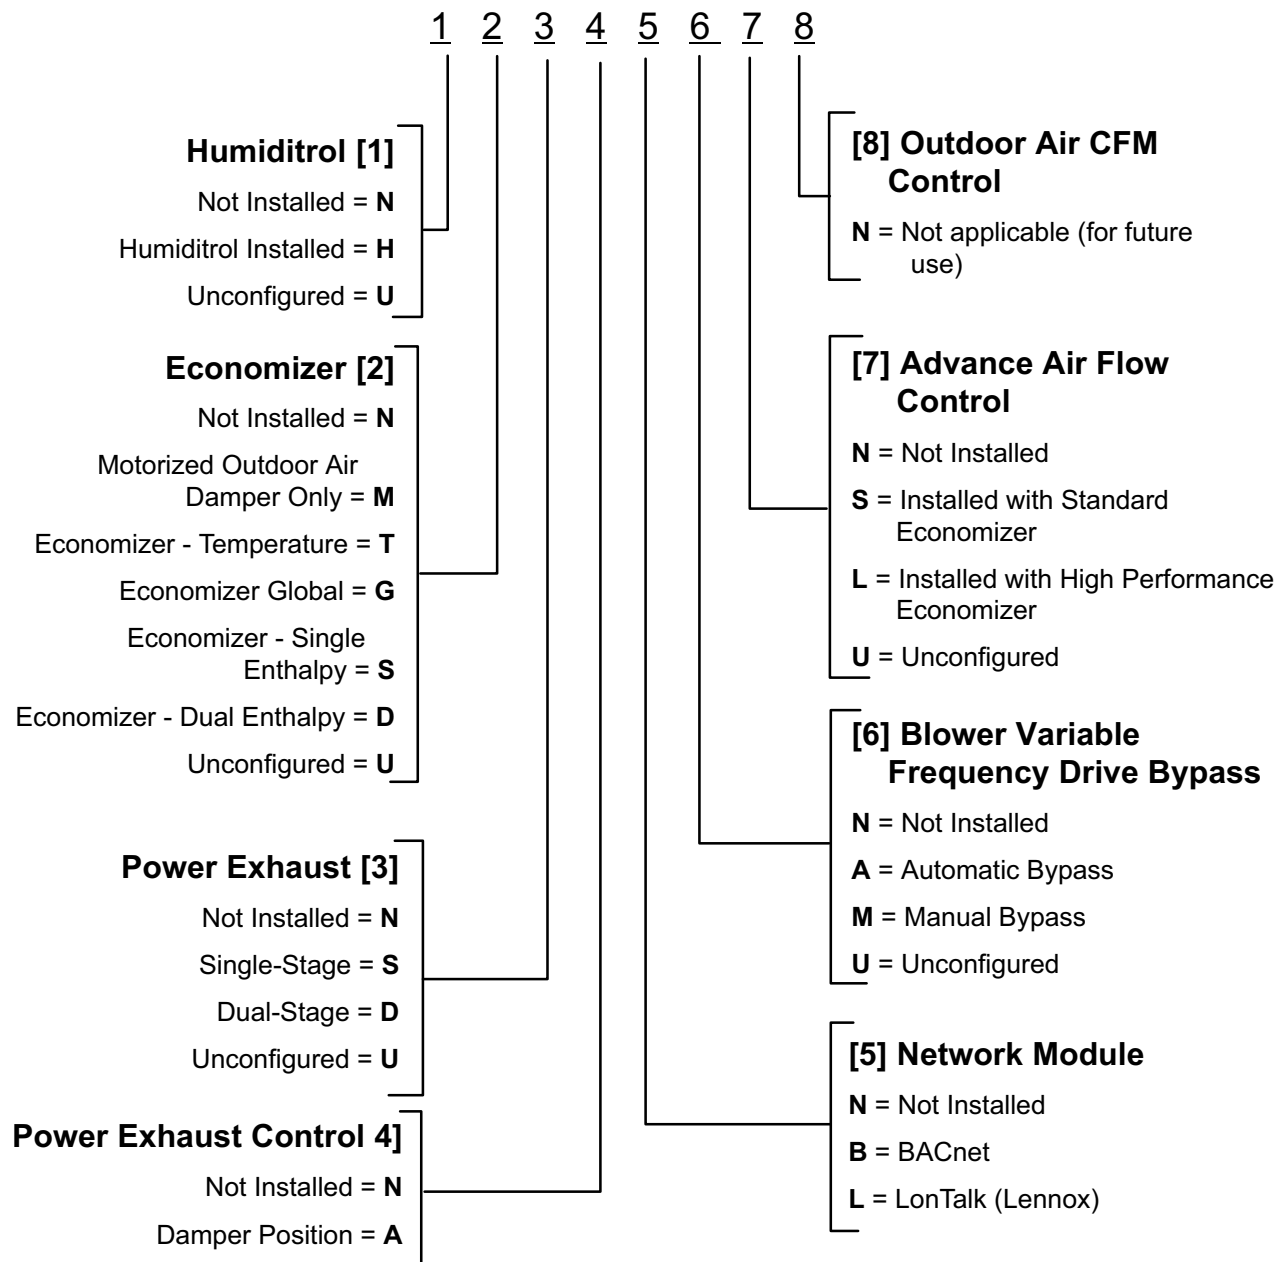 1 2 3 4 5 6 7 8
Humiditrol [1]
Not Installed = N
Humiditrol Installed = H
Unconfigured = U
Economizer [2]
Not Installed = N
Motorized Outdoor Air
Damper Only = M
Economizer - Temperature = T
Economizer Global = G
Economizer - Single
Enthalpy = S
Economizer - Dual Enthalpy = D
Unconfigured = U
Power Exhaust [3]
Not Installed = N
Single-Stage = S
Dual-Stage = D
Unconfigured = U
Power Exhaust Control 4]
Not Installed = N
Damper Position = A
[8] Outdoor Air CFM
Control
N = Not applicable (for future
use)
[7] Advance Air Flow
Control
N = Not Installed
S = Installed with Standard
Economizer
L = Installed with High Performance
Economizer
U = Unconfigured
[6] Blower Variable
Frequency Drive Bypass
N = Not Installed
A = Automatic Bypass
M = Manual Bypass
U = Unconfigured
[5] Network Module
N = Not Installed
B = BACnet
L = LonTalk (Lennox)